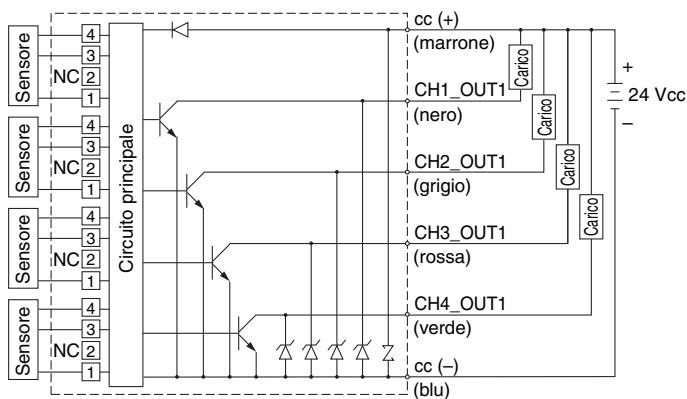 Sensore
4
3
NC 2
1
Sensore
4
3
NC 2
1
Sensore
4
3
NC 2
1
Sensore
4
3
NC 2
1
Circuito principale
cc (+)
(marrone)
CH1_OUT1
(nero)
CH2_OUT1
(grigio)
CH3_OUT1
(rossa)
CH4_OUT1
(verde)
cc (–)
(blu)
Carico
Carico
Carico
Carico
+
24 Vcc
–